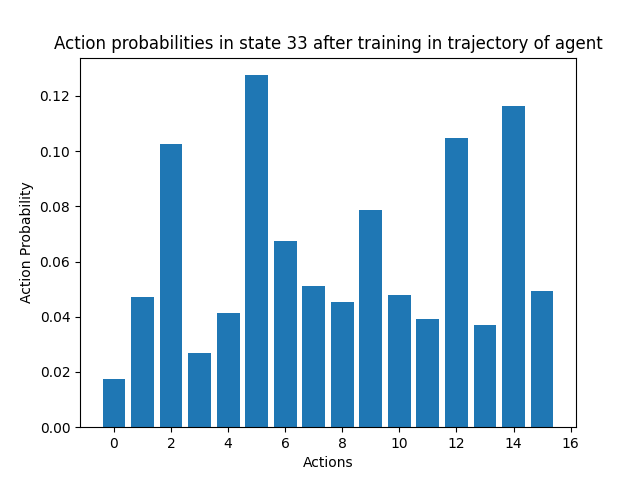 Action probabilities in state 33 after training in trajectory of agent
0.12
0.10
0.08
0.06
0.04
0.02
0.00
Action Probability
0 2 4 6 8 10 12 14 16
Actions